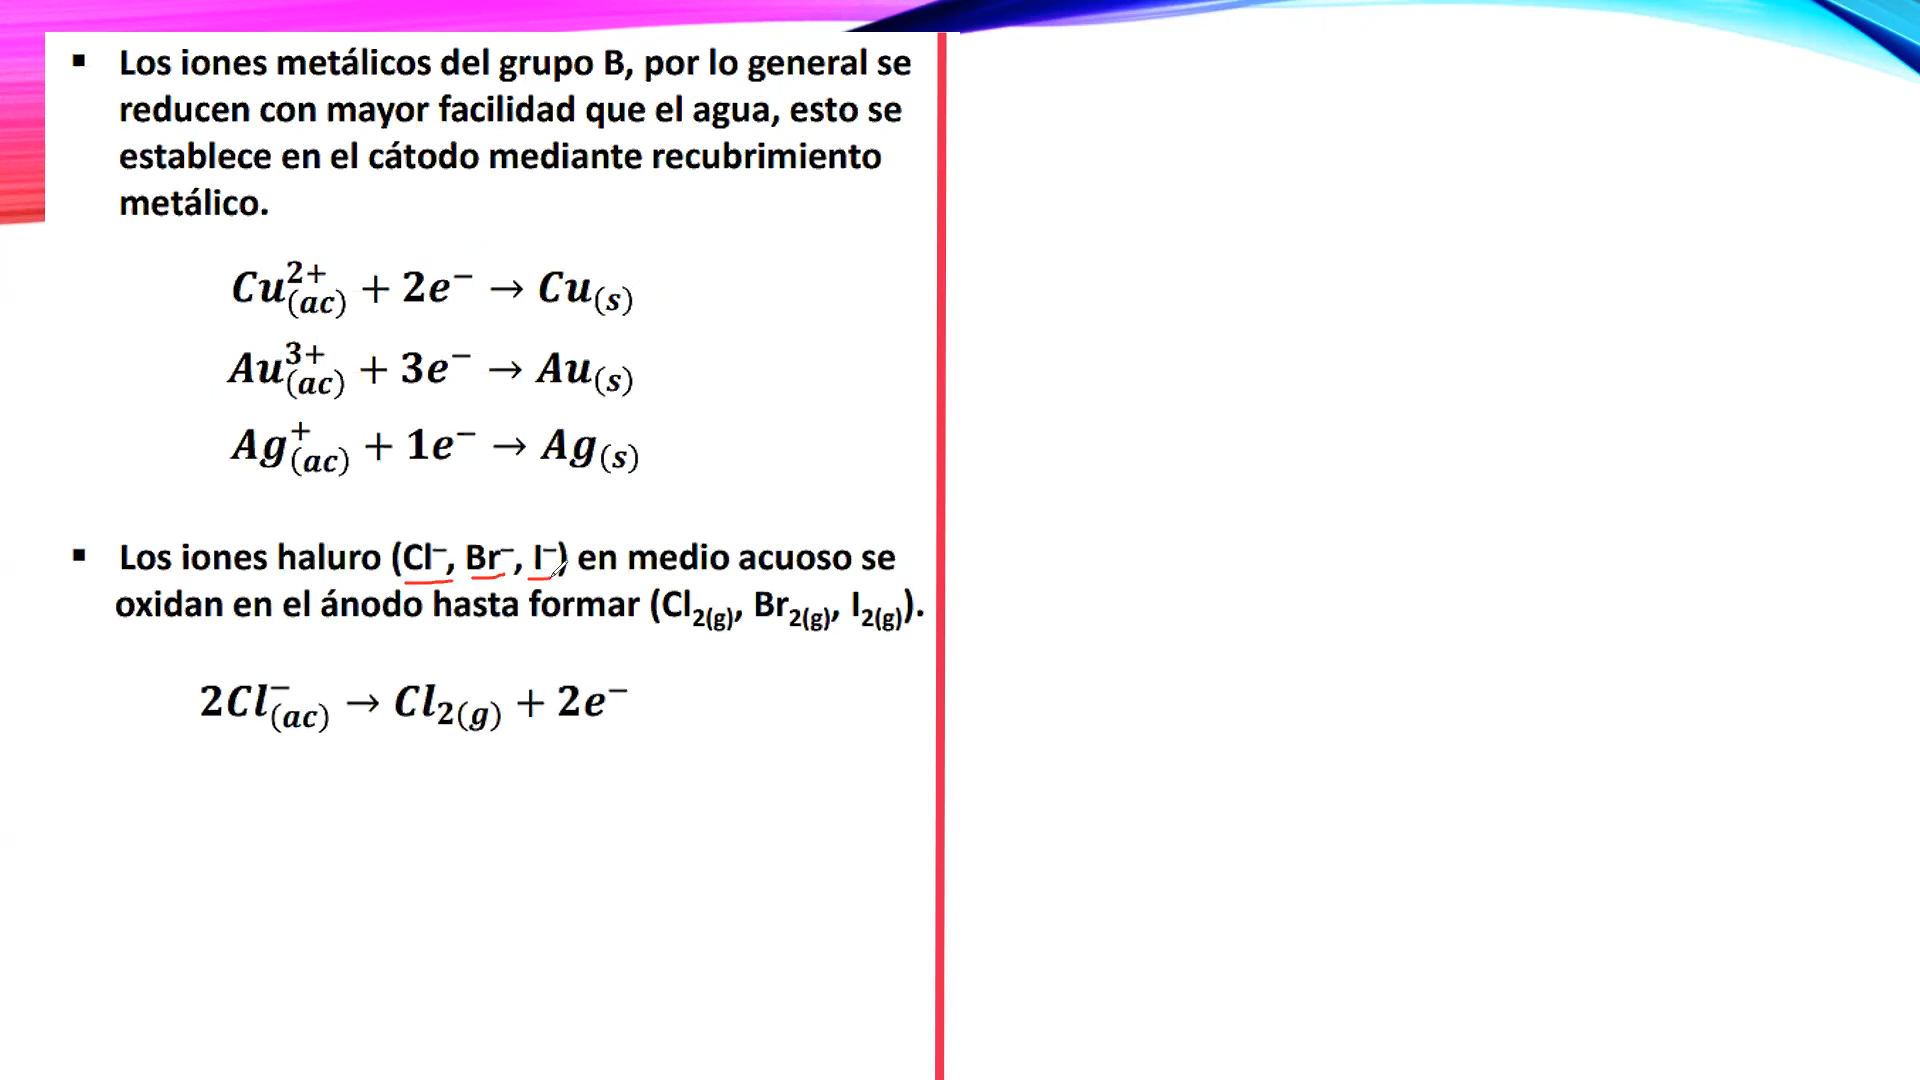 ▪ Los iones metálicos del grupo B, por lo general se
reducen con mayor facilidad que el agua, esto se
establece en el cátodo mediante recubrimiento
metálico.
Cu²⁺(ac) + 2e⁻ → Cu(s)
Au³⁺(ac) + 3e⁻ → Au(s)
Ag⁺(ac) + 1e⁻ → Ag(s)
▪ Los iones haluro (Cl⁻, Br⁻, I⁻) en medio acuoso se
oxidan en el ánodo hasta formar (Cl₂(g), Br₂(g), I₂(g)).
2Cl⁻(ac) → Cl₂(g) + 2e⁻